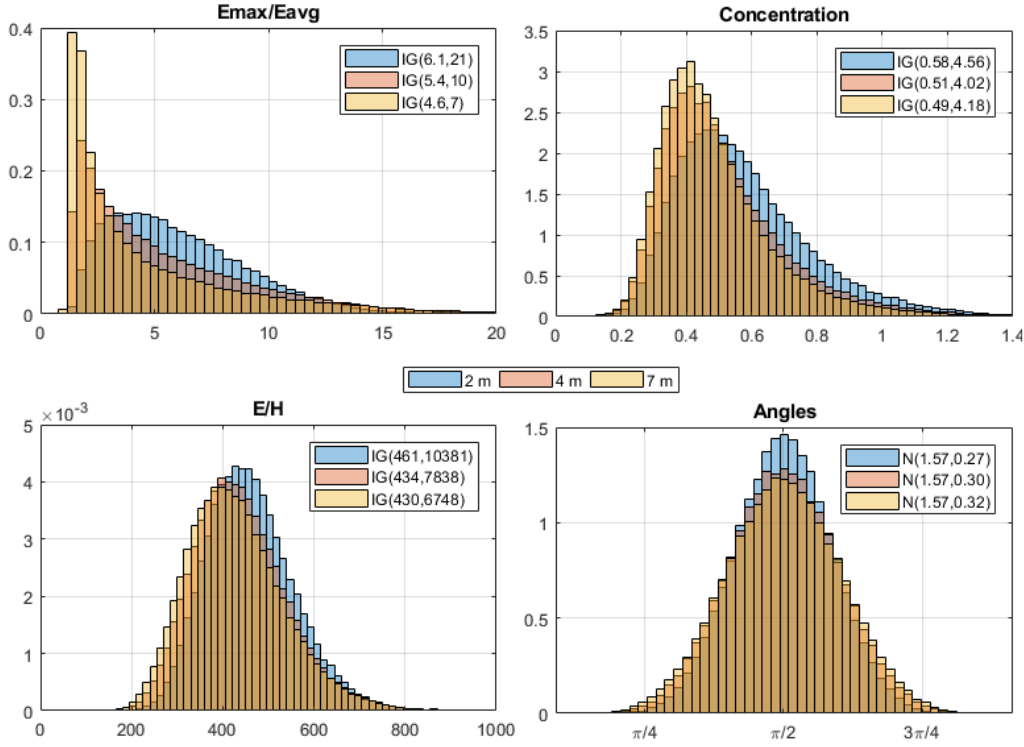 Emax/Eavg
0.4
0.3
0.2
0.1
0
0
5
10
15
20
IG(6.1,21)
IG(5.4,10)
IG(4.6,7)
Concentration
3.5
3
2.5
2
1.5
1
0.5
0
0
0.2
0.4
0.6
0.8
1
1.2
1.4
IG(0.58,4.56)
IG(0.51,4.02)
IG(0.49,4.18)
2 m 4 m 7 m
E/H
×10⁻³
5
4
3
2
1
0
0
200
400
600
800
1000
IG(461,10381)
IG(434,7838)
IG(430,6748)
Angles
1.5
1
0.5
0
π/4
π/2
3π/4
N(1.57,0.27)
N(1.57,0.30)
N(1.57,0.32)